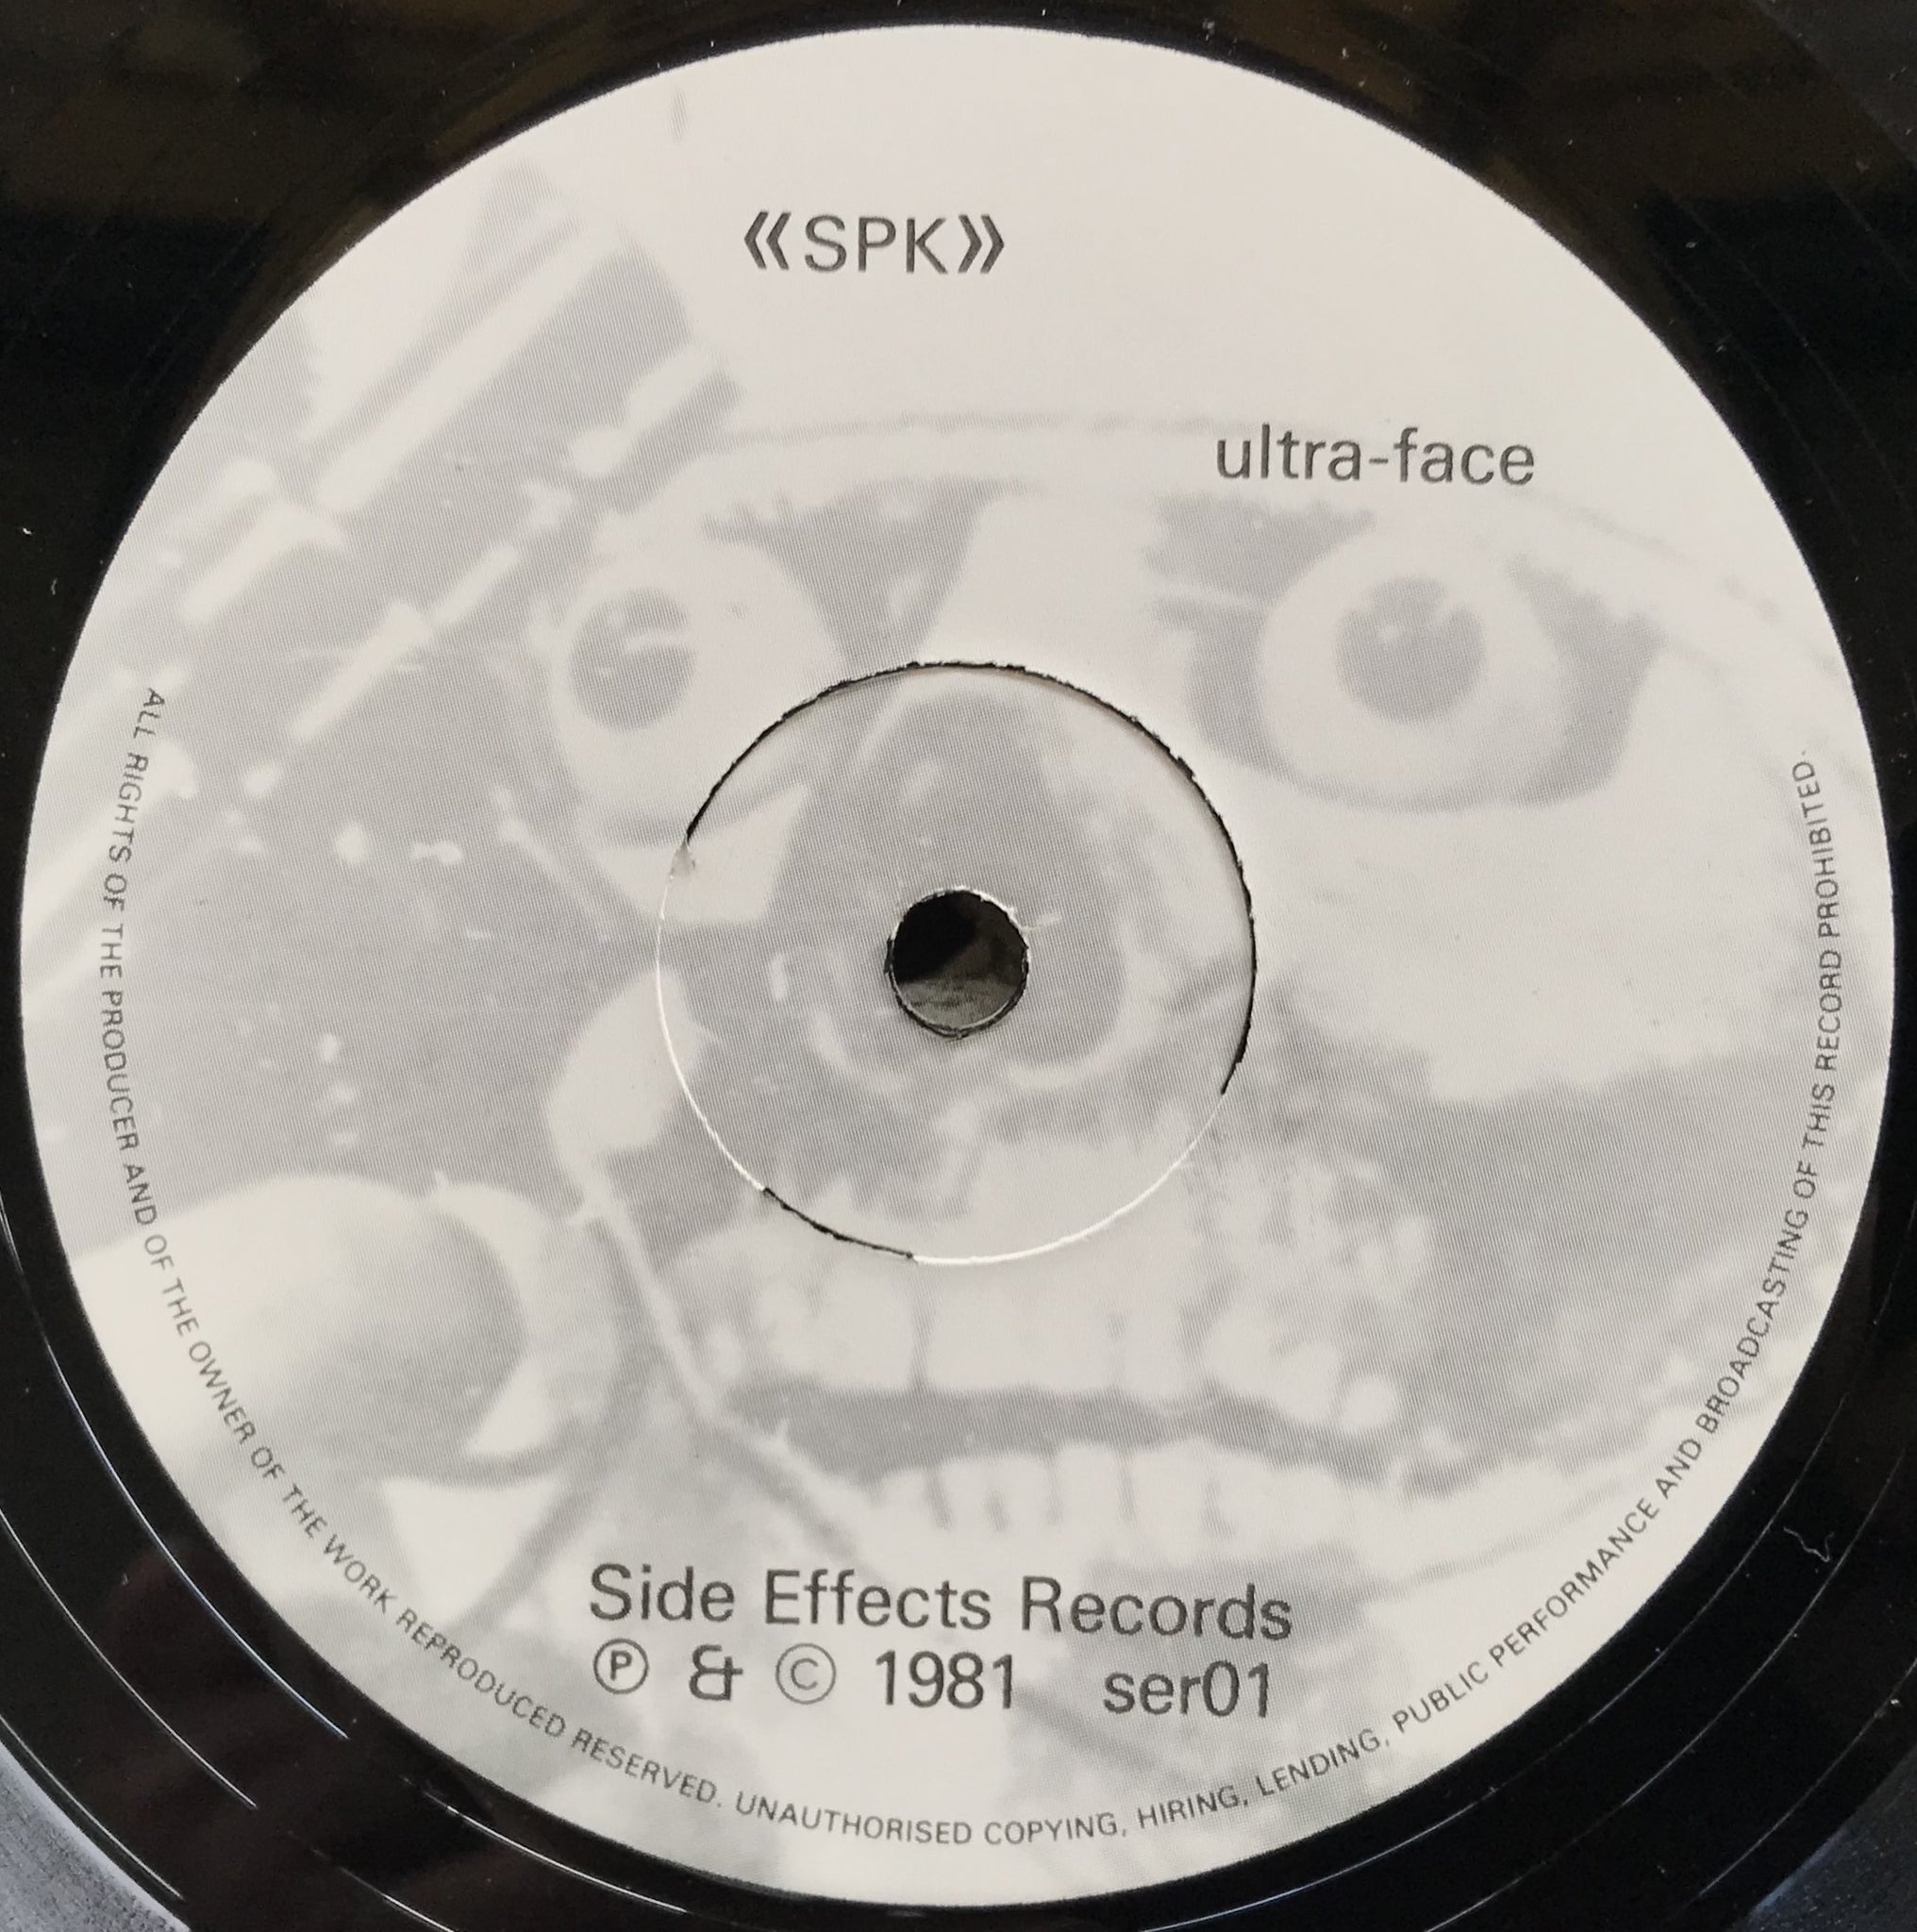 《SPK》
ultra-face
Side Effects Records
Ⓟ & © 1981 ser01
ALL RIGHTS OF THE PRODUCER AND OF THE OWNER OF THE WORK REPRODUCED RESERVED. UNAUTHORISED COPYING, HIRING, LENDING, PUBLIC PERFORMANCE AND BROADCASTING OF THIS RECORD PROHIBITED.